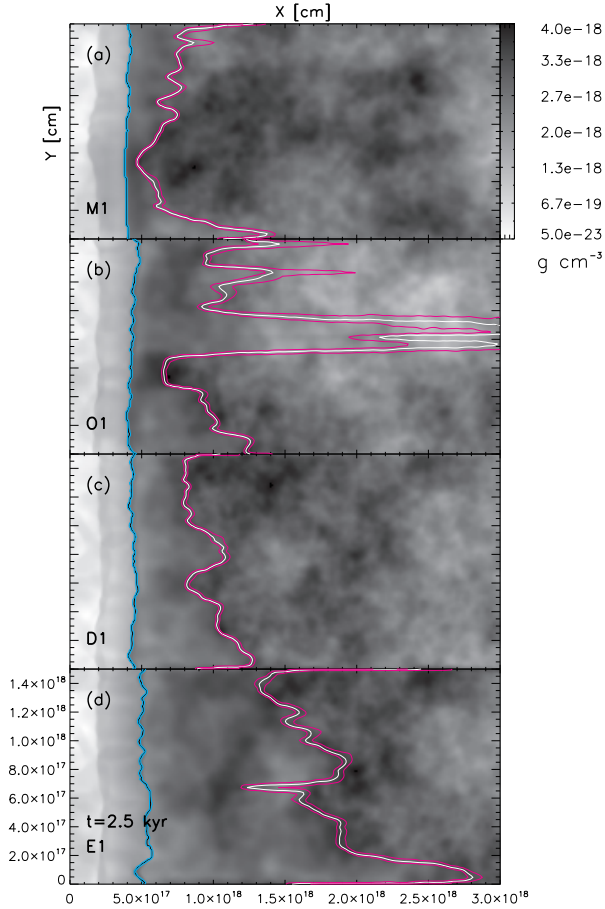 X [cm]
(a)
Y [cm]
M1
4.0e-18
3.3e-18
2.7e-18
2.0e-18
1.3e-18
6.7e-19
5.0e-23
g cm⁻³
(b)
O1
(c)
D1
(d)
1.4×10¹⁸
1.2×10¹⁸
1.0×10¹⁸
8.0×10¹⁷
6.0×10¹⁷
4.0×10¹⁷
2.0×10¹⁷
0
t=2.5 kyr
E1
0 5.0×10¹⁷ 1.0×10¹⁸ 1.5×10¹⁸ 2.0×10¹⁸ 2.5×10¹⁸ 3.0×10¹⁸